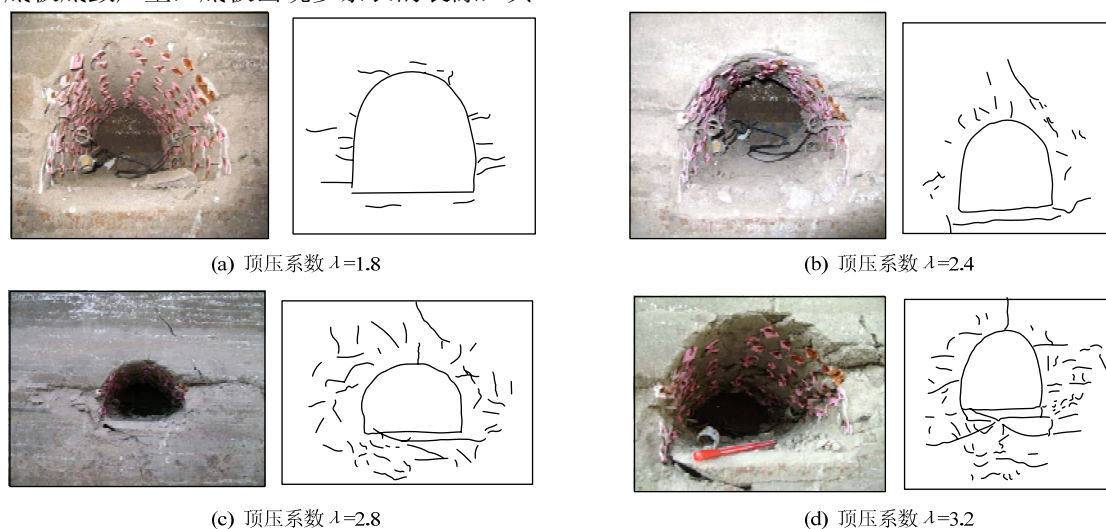 (a) 顶压系数 λ=1.8
(b) 顶压系数 λ=2.4
(c) 顶压系数 λ=2.8
(d) 顶压系数 λ=3.2